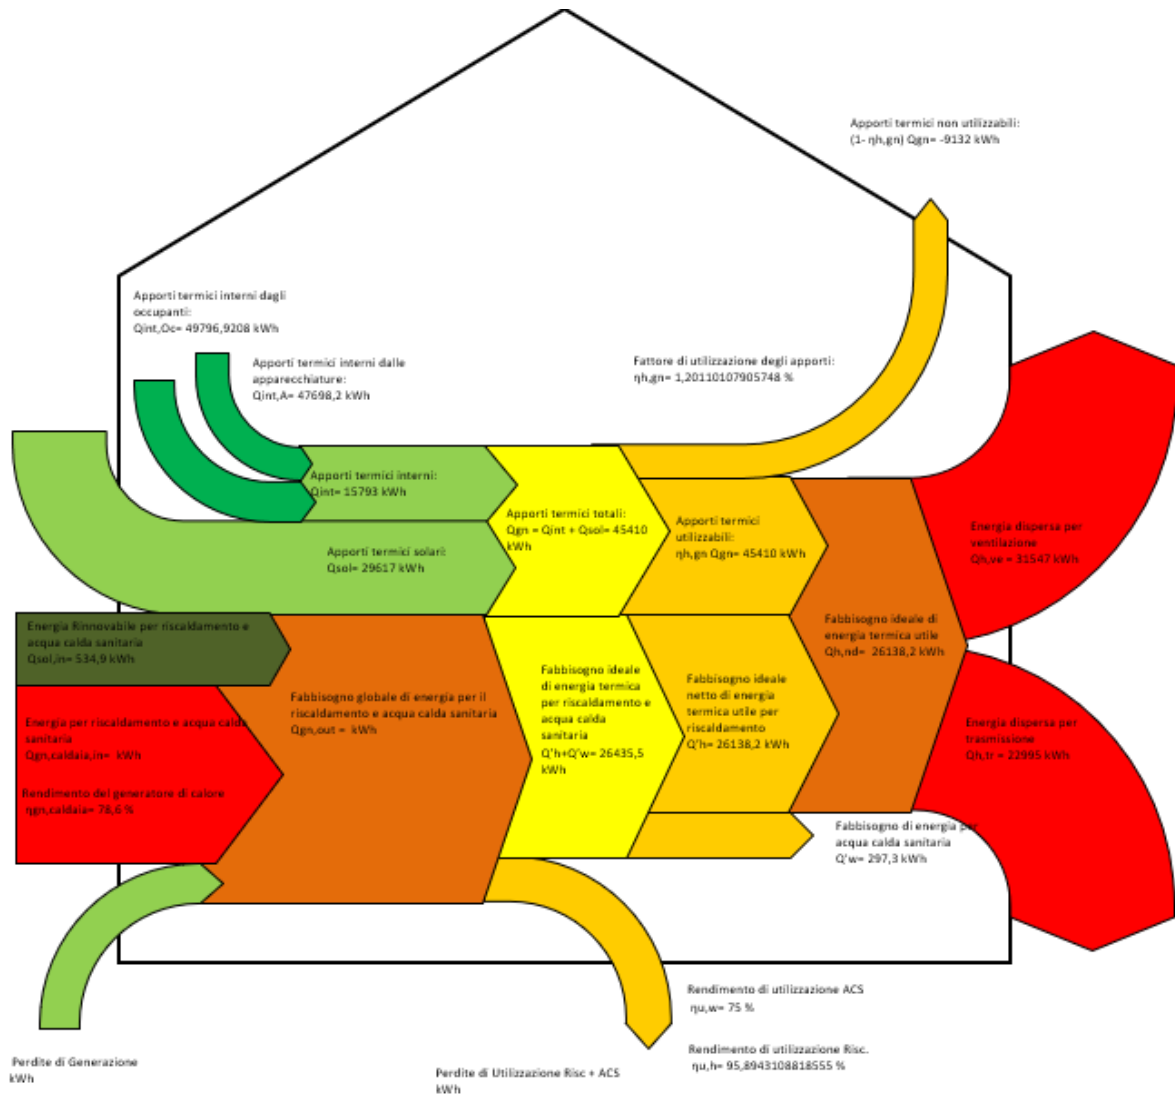 Apporti termici non utilizzabili:
(1- ηh,gn) Qgn= -9132 kWh
Apporti termici interni dagli
occupanti:
Qint,Oc= 49796,9208 kWh
Apporti termici interni dalle
apparecchiature:
Qint,A= 47698,2 kWh
Fattore di utilizzazione degli apporti:
ηh,gn= 1,20110107905748 %
Apporti termici interni:
Qint= 15793 kWh
Apporti termici solari:
Qsol= 29617 kWh
Apporti termici totali:
Qgn = Qint + Qsol= 45410
kWh
Apporti termici
utilizzabili:
ηh,gn Qgn= 45410 kWh
Energia dispersa per
ventilazione
Qh,ve = 31547 kWh
Energia Rinnovabile per riscaldamento e
acqua calda sanitaria
Qsol,in= 534,9 kWh
Energia per riscaldamento e acqua calda
sanitaria
Qgn,caldaia,in=  kWh
Rendimento del generatore di calore
ηgn,caldaia= 78,6 %
Fabbisogno globale di energia per il
riscaldamento e acqua calda sanitaria
Qgn,out =  kWh
Fabbisogno ideale
di energia termica
per riscaldamento e
acqua calda
sanitaria
Q'h+Q'w= 26435,5
kWh
Fabbisogno ideale
netto di energia
termica utile per
riscaldamento
Q'h= 26138,2 kWh
Fabbisogno ideale di
energia termica utile
Qh,nd=  26138,2 kWh
Energia dispersa per
trasmissione
Qh,tr = 22995 kWh
Fabbisogno di energia per
acqua calda sanitaria
Q'w= 297,3 kWh
Rendimento di utilizzazione ACS
ηu,w= 75 %
Rendimento di utilizzazione Risc.
ηu,h= 95,8943108818555 %
Perdite di Generazione
kWh
Perdite di Utilizzazione Risc + ACS
kWh